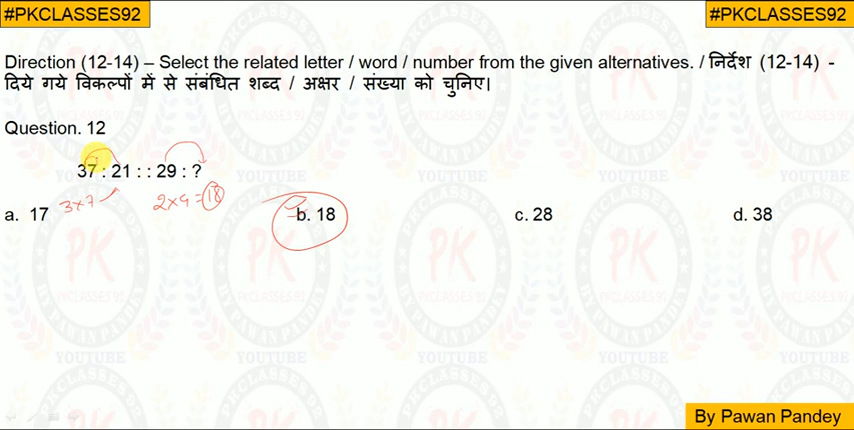 #PKCLASSES92
#PKCLASSES92
Direction (12-14) – Select the related letter / word / number from the given alternatives. / निर्देश (12-14) -
दिये गये विकल्पों में से संबंधित शब्द / अक्षर / संख्या को चुनिए।
Question. 12
37 : 21 : : 29 : ?
3×7
2×9=18
a. 17
b. 18
c. 28
d. 38
By Pawan Pandey